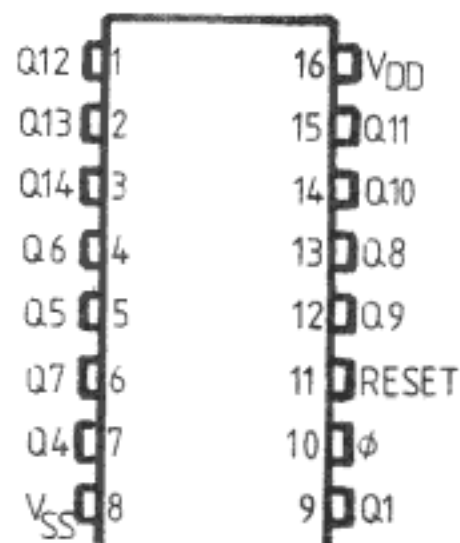 Q12 1 16 VDD
Q13 2 15 Q11
Q14 3 14 Q10
Q6 4 13 Q8
Q5 5 12 Q9
Q7 6 11 RESET
Q4 7 10 ϕ
VSS 8 9 Q1